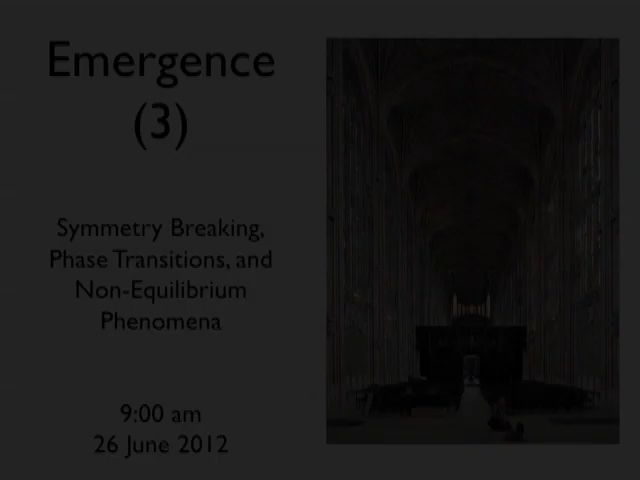 Emergence
(3)
Symmetry Breaking,
Phase Transitions, and
Non-Equilibrium
Phenomena
9:00 am
26 June 2012